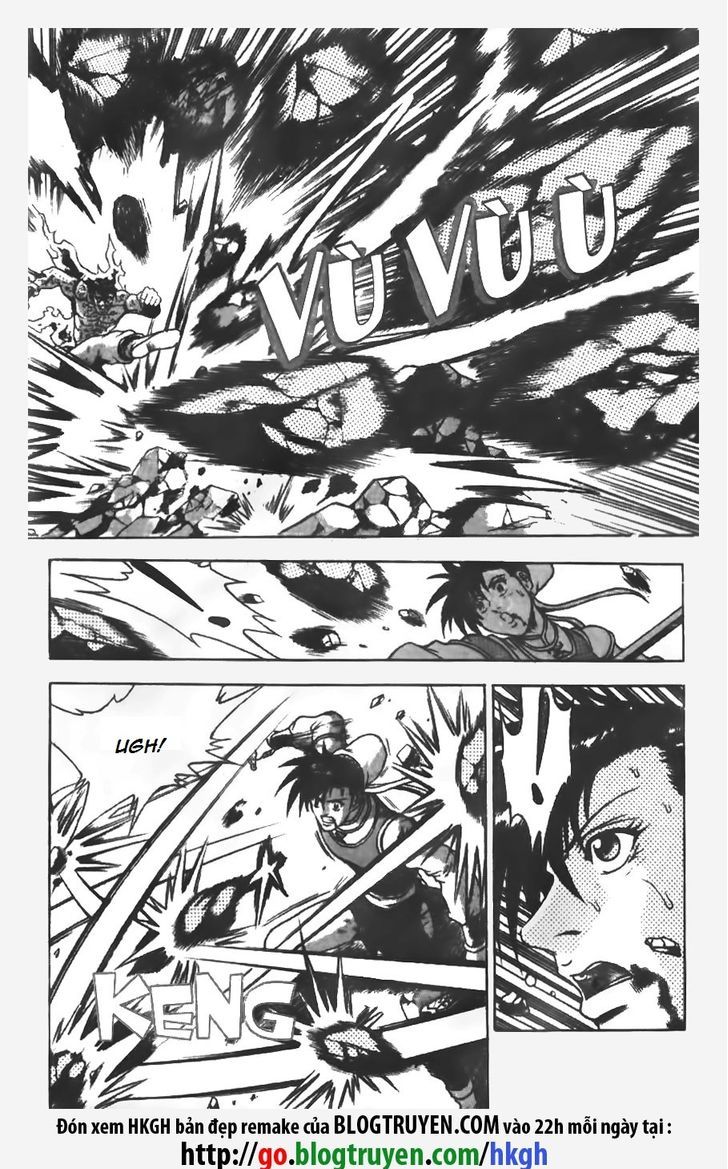 VÙ VÙ Ù
UGH!
KENG
Đón xem HKGH bản đẹp remake của BLOGTRUYEN.COM vào 22h mỗi ngày tại :
http://go.blogtruyen.com/hkgh